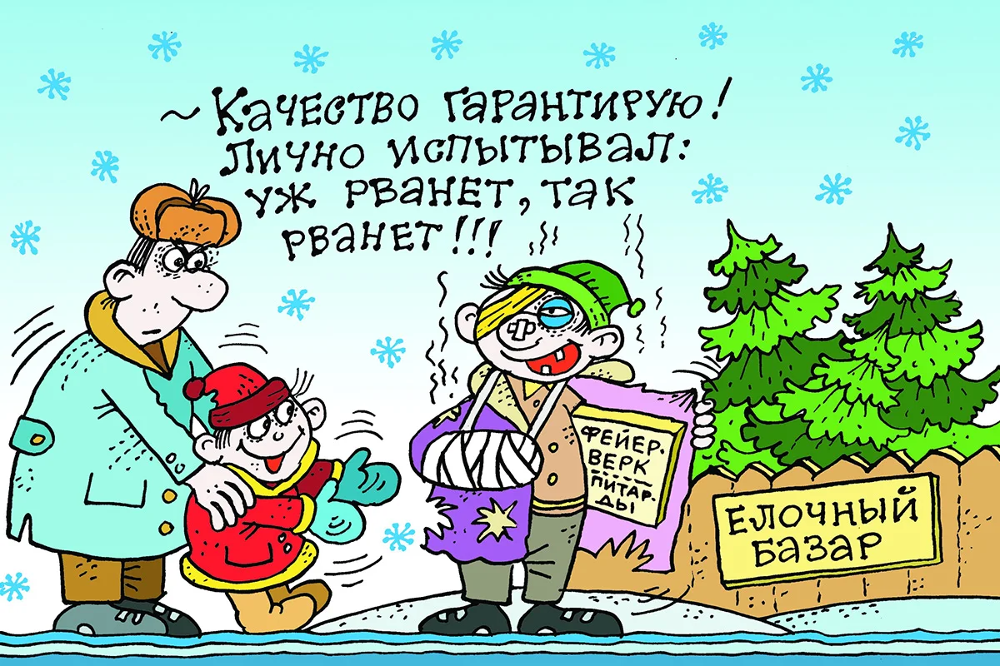 ~ Качество гарантирую!
Лично испытывал:
уж рванет, так
рванет!!!
ФЕЙЕР-
ВЕРК
ПИТАР-
ДЫ
ЕЛОЧНЫЙ
БАЗАР